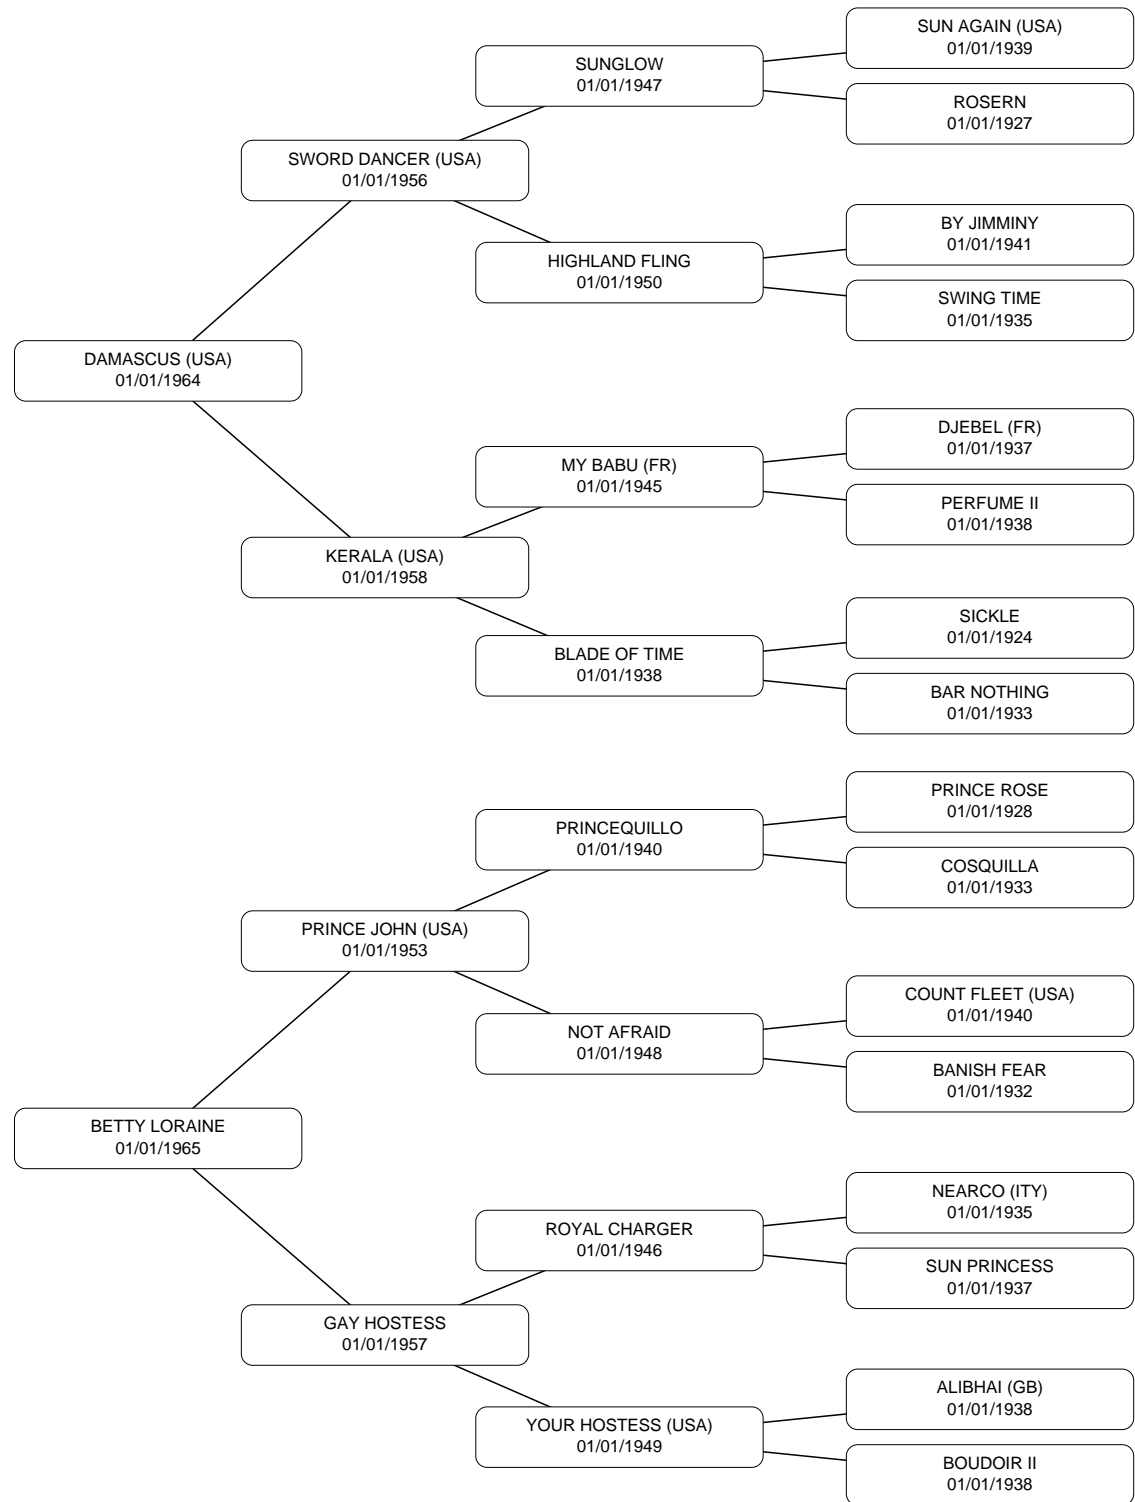 SUN AGAIN (USA)
01/01/1939
SUNGLOW
01/01/1947
ROSERN
01/01/1927
SWORD DANCER (USA)
01/01/1956
BY JIMMINY
01/01/1941
HIGHLAND FLING
01/01/1950
SWING TIME
01/01/1935
DAMASCUS (USA)
01/01/1964
DJEBEL (FR)
01/01/1937
MY BABU (FR)
01/01/1945
PERFUME II
01/01/1938
KERALA (USA)
01/01/1958
SICKLE
01/01/1924
BLADE OF TIME
01/01/1938
BAR NOTHING
01/01/1933
PRINCE ROSE
01/01/1928
PRINCEQUILLO
01/01/1940
COSQUILLA
01/01/1933
PRINCE JOHN (USA)
01/01/1953
COUNT FLEET (USA)
01/01/1940
NOT AFRAID
01/01/1948
BANISH FEAR
01/01/1932
BETTY LORAINE
01/01/1965
NEARCO (ITY)
01/01/1935
ROYAL CHARGER
01/01/1946
SUN PRINCESS
01/01/1937
GAY HOSTESS
01/01/1957
ALIBHAI (GB)
01/01/1938
YOUR HOSTESS (USA)
01/01/1949
BOUDOIR II
01/01/1938